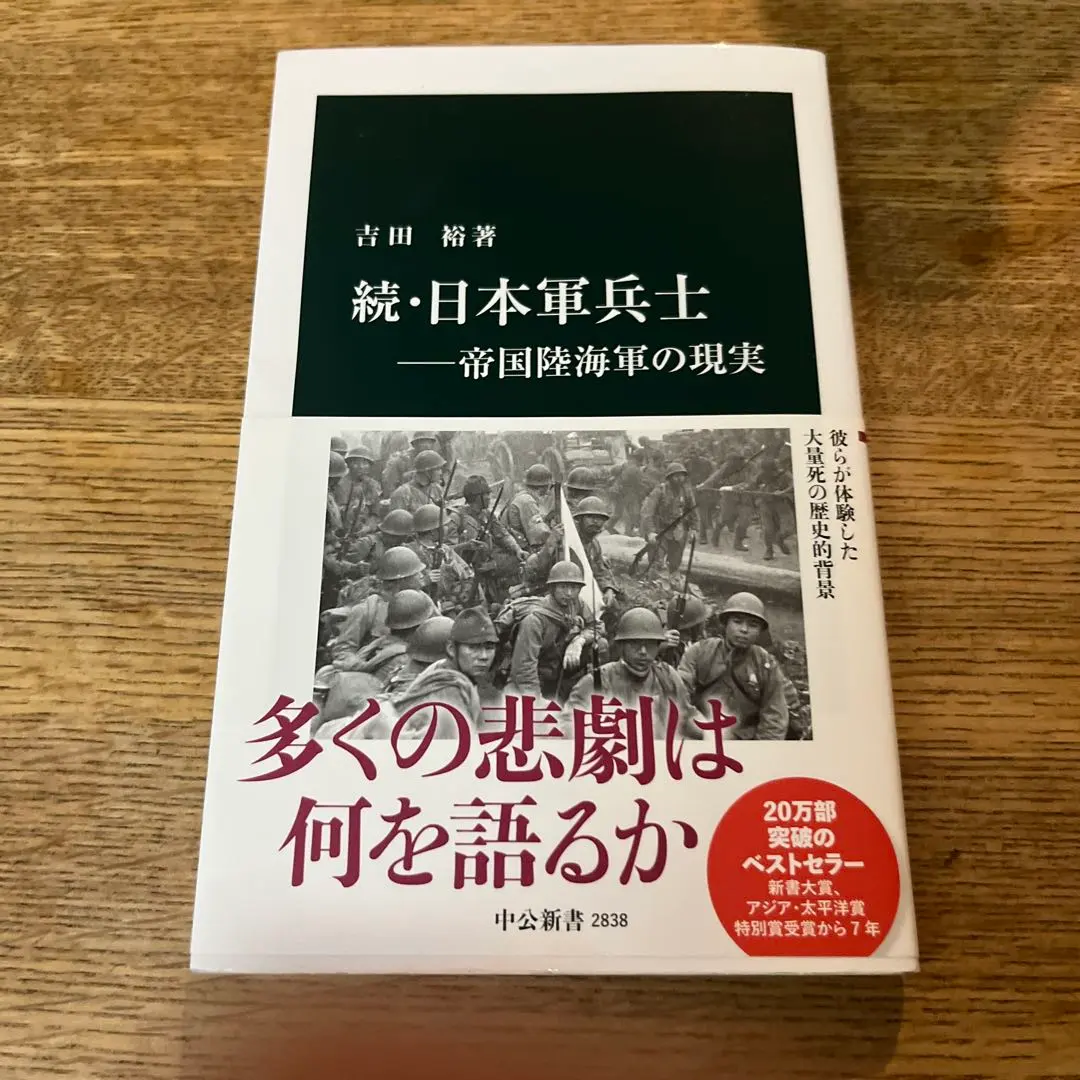 吉田 裕著
続・日本軍兵士
――帝国陸海軍の現実
彼らが体験した
大量死の歴史的背景
多くの悲劇は
何を語るか
20万部
突破の
ベストセラー
新書大賞、
アジア・太平洋賞
特別賞受賞から7年
中公新書 2838